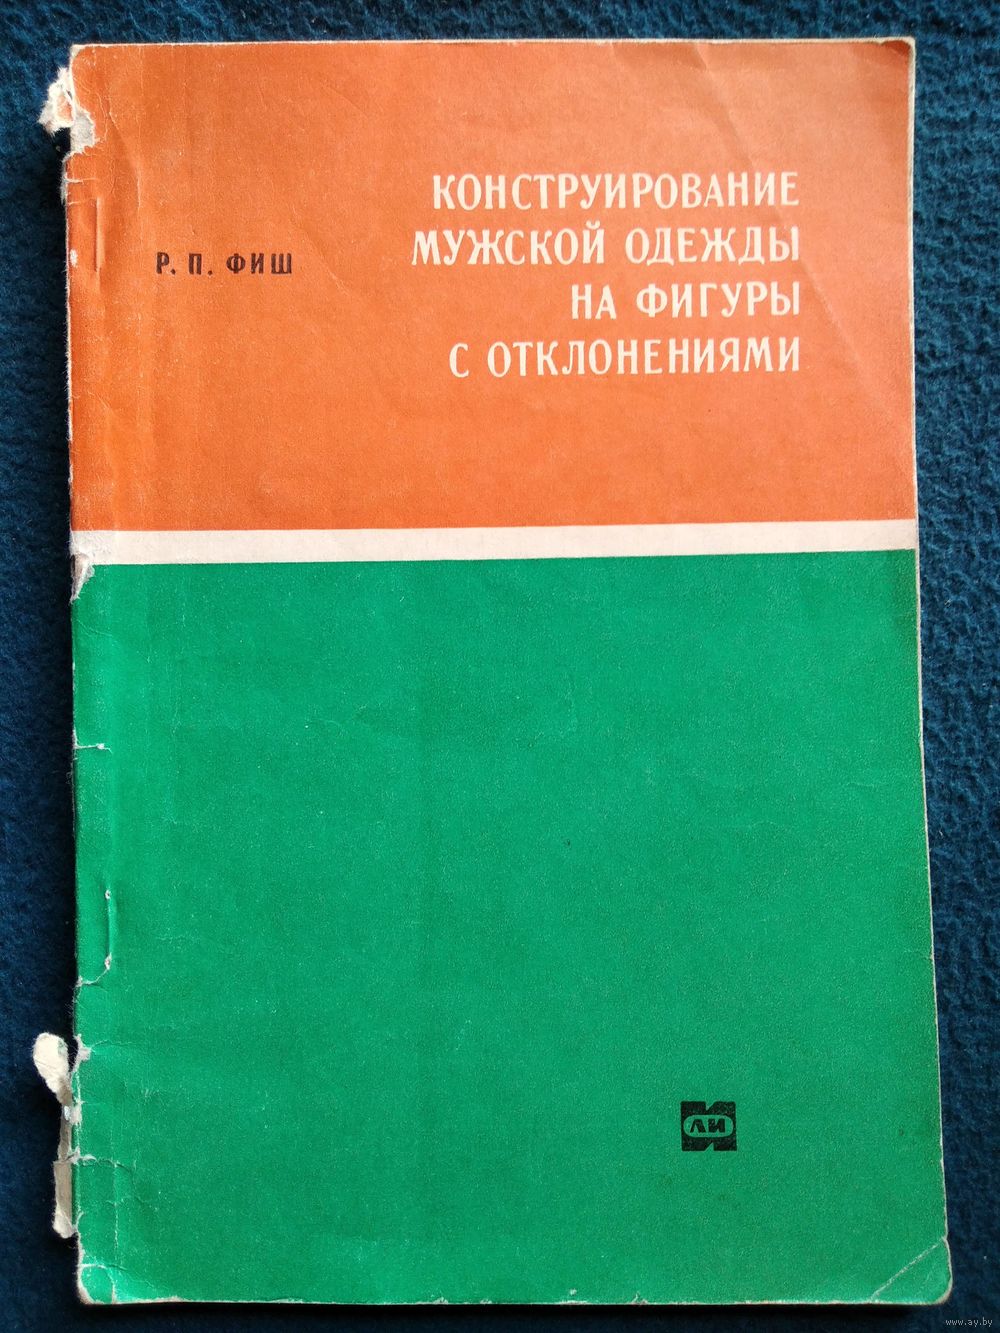 КОНСТРУИРОВАНИЕ
МУЖСКОЙ ОДЕЖДЫ
НА ФИГУРЫ
С ОТКЛОНЕНИЯМИ
Р. П. ФИШ
ЛИ
www.ay.by